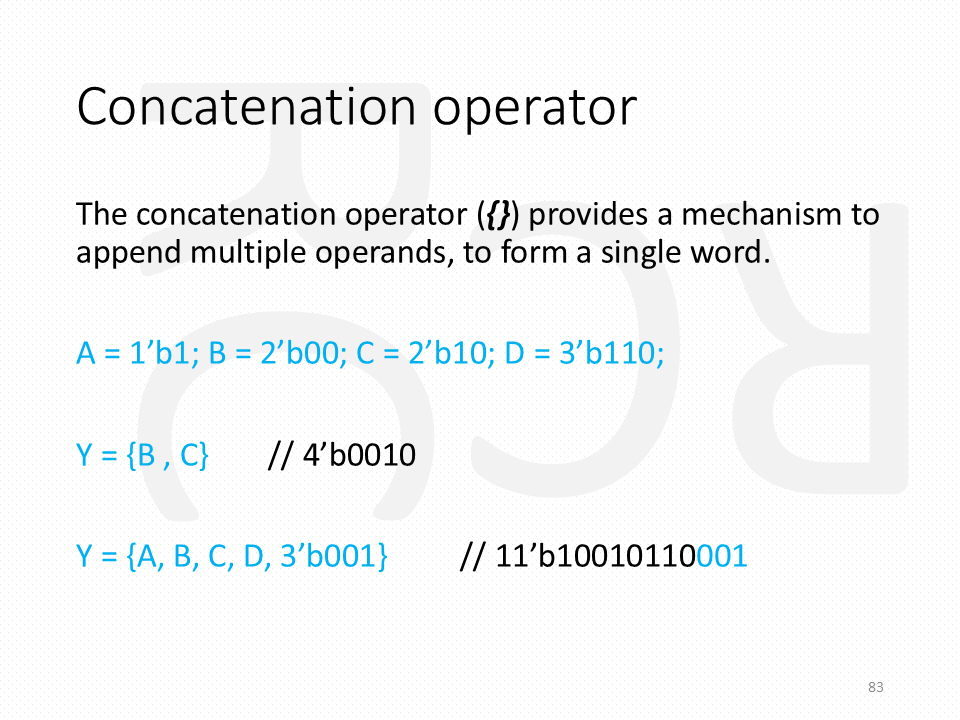 Concatenation operator
The concatenation operator ({}) provides a mechanism to
append multiple operands, to form a single word.
A = 1’b1; B = 2’b00; C = 2’b10; D = 3’b110;
Y = {B , C} // 4’b0010
Y = {A, B, C, D, 3’b001} // 11’b10010110001
83